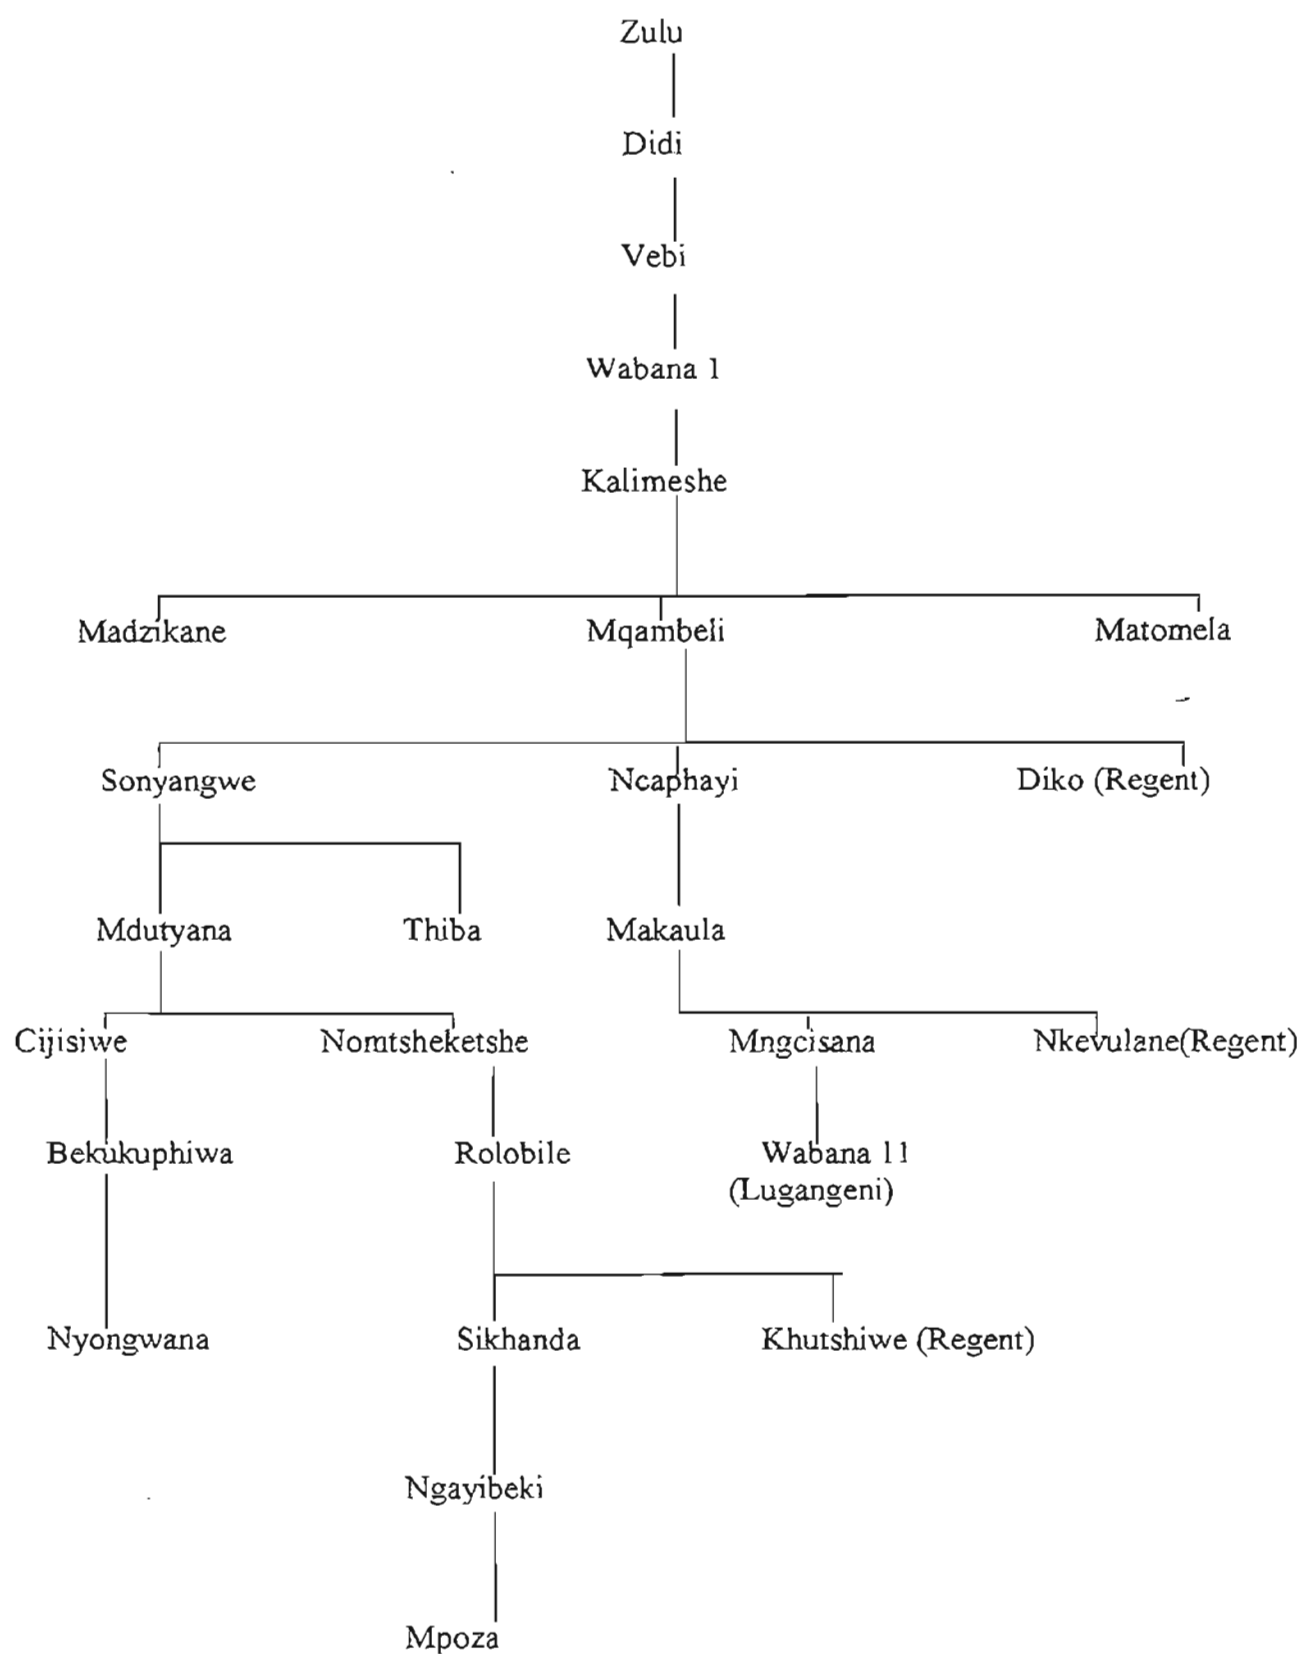 Zulu
Didi
Vebi
Wabana 1
Kalimeshe
Madzikane Mqambeli Matomela
Sonyangwe Ncaphayi Diko (Regent)
Mdutyana Thiba Makaula
Cijisiwe Nomtsheketshe Mngcisana Nkevulane(Regent)
Bekukuphiwa Rolobile Wabana 11
(Lugangeni)
Nyongwana Sikhanda Khutshiwe (Regent)
Ngayibeki
Mpoza